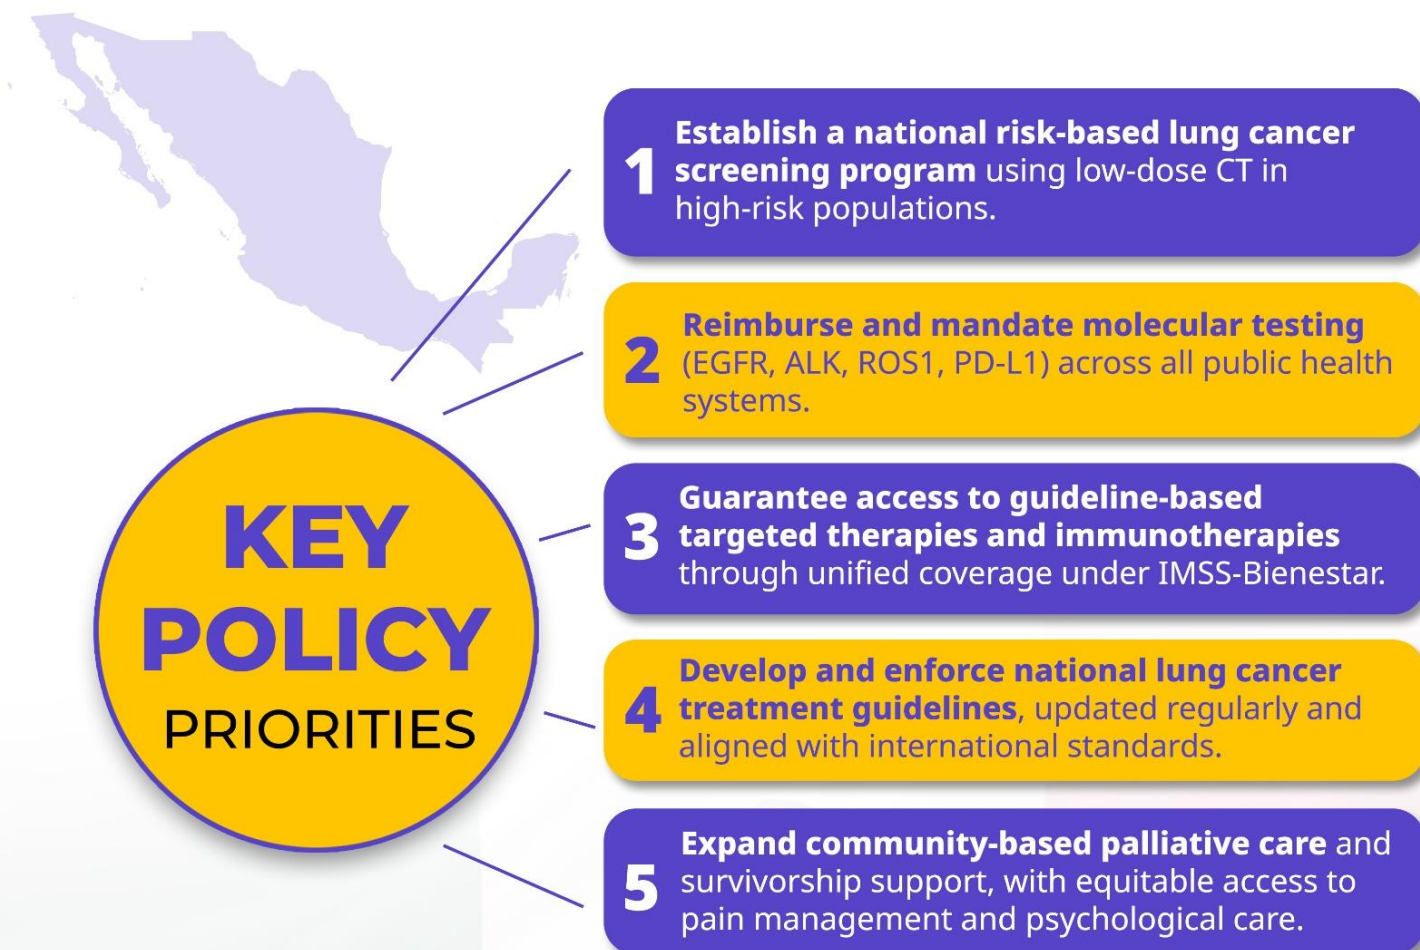 KEY
POLICY
PRIORITIES
1
Establish a national risk-based lung cancer
screening program using low-dose CT in
high-risk populations.
2
Reimburse and mandate molecular testing
(EGFR, ALK, ROS1, PD-L1) across all public health
systems.
3
Guarantee access to guideline-based
targeted therapies and immunotherapies
through unified coverage under IMSS-Bienestar.
4
Develop and enforce national lung cancer
treatment guidelines, updated regularly and
aligned with international standards.
5
Expand community-based palliative care and
survivorship support, with equitable access to
pain management and psychological care.